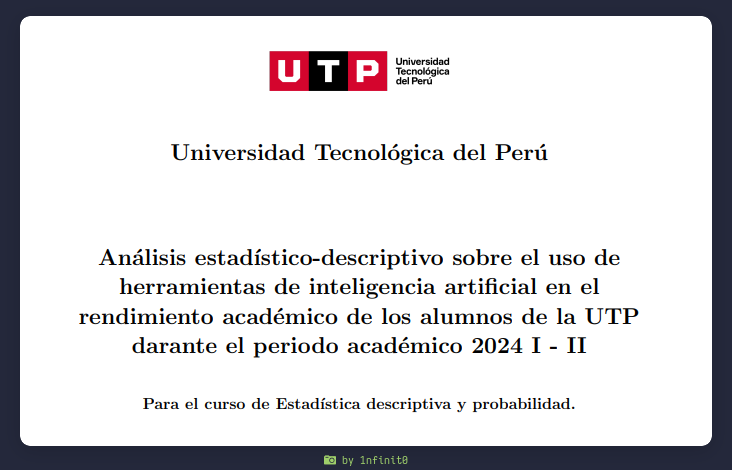 UTP
Universidad
Tecnológica
del Perú
Universidad Tecnológica del Perú
Análisis estadístico-descriptivo sobre el uso de
herramientas de inteligencia artificial en el
rendimiento académico de los alumnos de la UTP
darante el periodo académico 2024 I - II
Para el curso de Estadística descriptiva y probabilidad.
by 1nfinit0